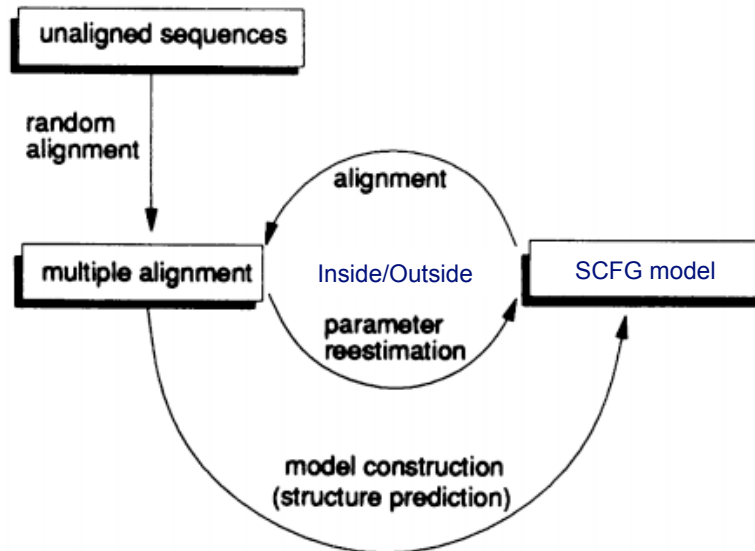 unaligned sequences
random
alignment
alignment
multiple alignment
Inside/Outside
SCFG model
parameter
reestimation
model construction
(structure prediction)